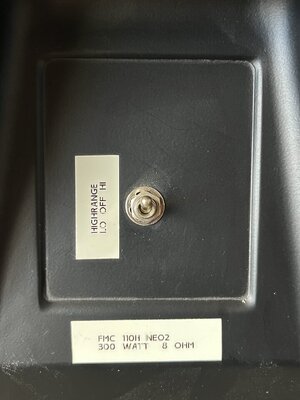 HIGHRANGE
LO OFF HI
FMC 110H NEO2
300 WATT 8 OHM